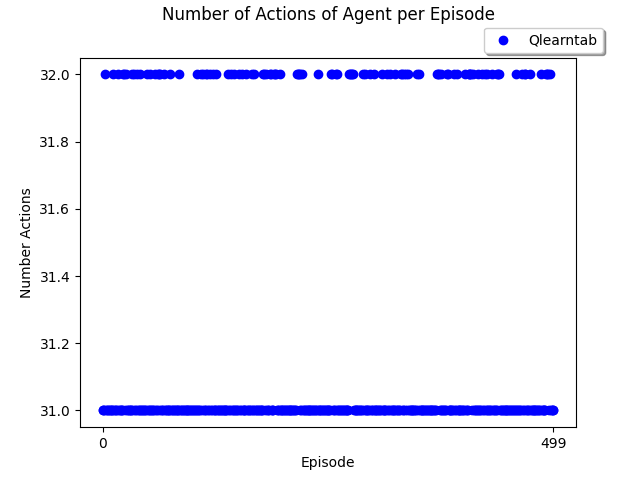 Number of Actions of Agent per Episode
Qlearntab
32.0
31.8
31.6
31.4
31.2
31.0
Number Actions
0
499
Episode